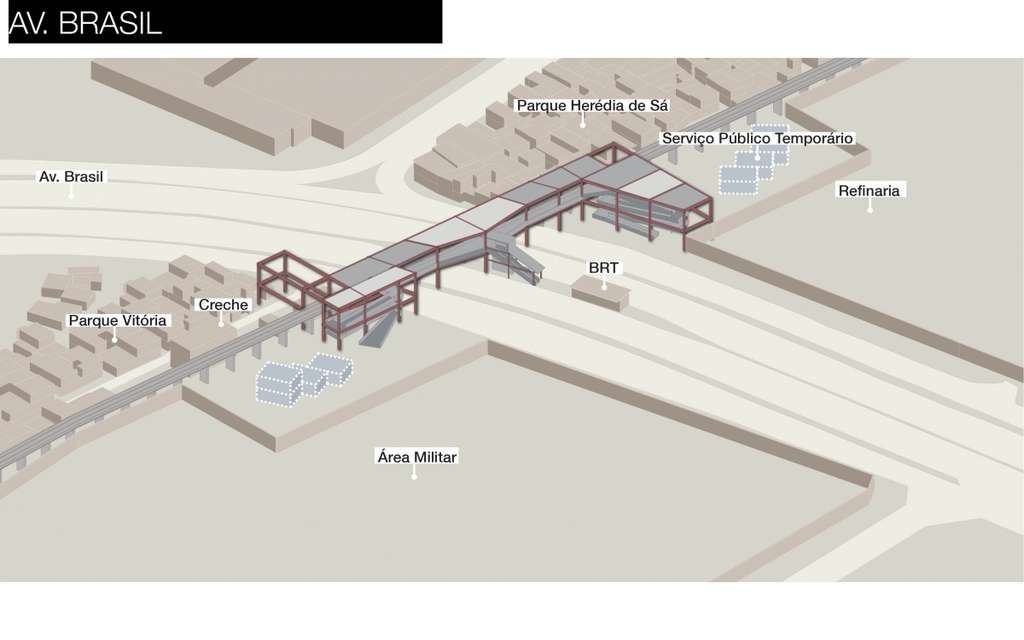 AV. BRASIL
Parque Herédia de Sá
Serviço Público Temporário
Av. Brasil
Refinaria
BRT
Creche
Parque Vitória
Área Militar